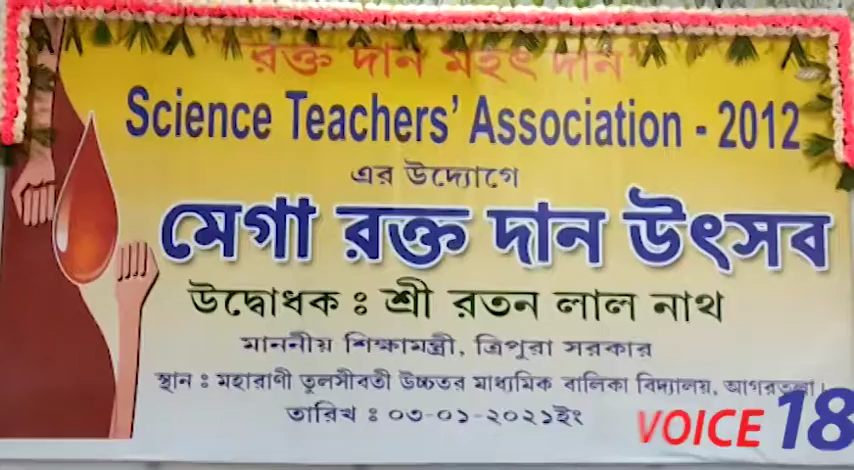 রক্ত দান মহৎ দান
Science Teachers' Association - 2012
এর উদ্যোগে
মেগা রক্ত দান উৎসব
উদ্বোধক ঃ শ্রী রতন লাল নাথ
মাননীয় শিক্ষামন্ত্রী, ত্রিপুরা সরকার
স্থান ঃ মহারাণী তুলসীবতী উচ্চতর মাধ্যমিক বালিকা বিদ্যালয়, আগরতলা।
তারিখ ঃ ০৩-০১-২০২১ইং
VOICE 18